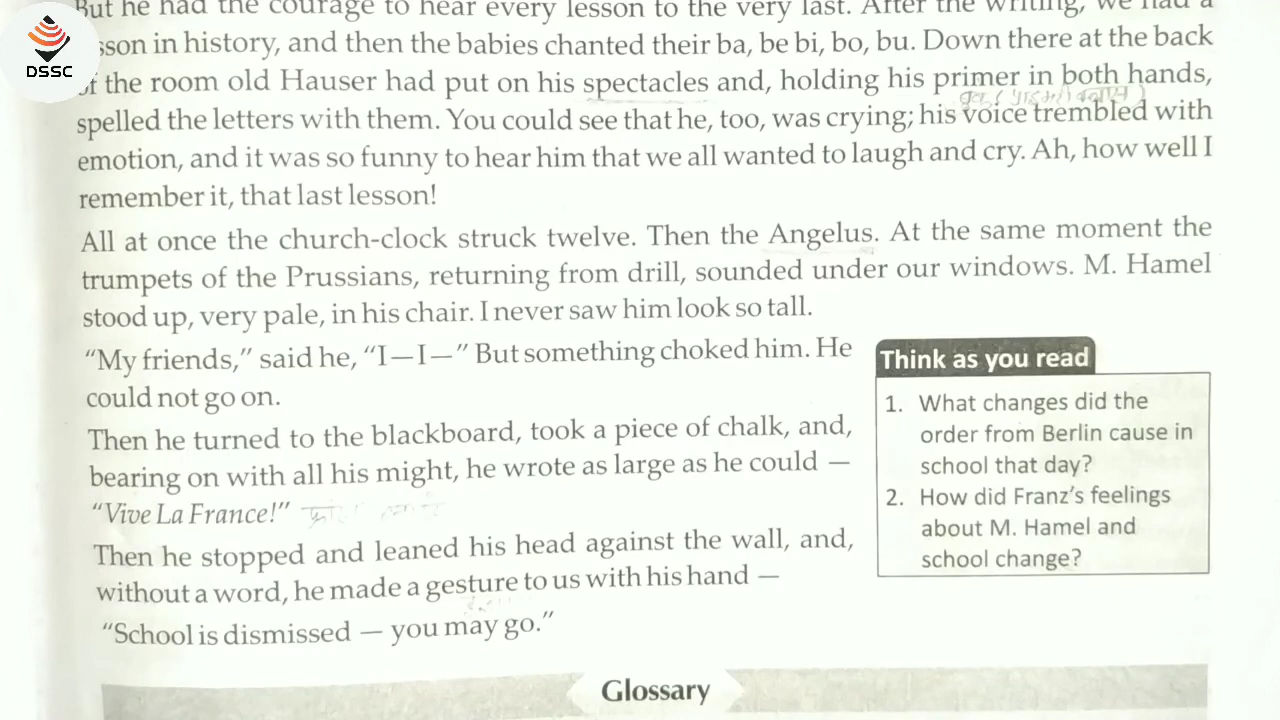 But he had the courage to hear every lesson to the very last. After the writing, we had a
sson in history, and then the babies chanted their ba, be bi, bo, bu. Down there at the back
of the room old Hauser had put on his spectacles and, holding his primer in both hands,
spelled the letters with them. You could see that he, too, was crying; his voice trembled with
emotion, and it was so funny to hear him that we all wanted to laugh and cry. Ah, how well I
remember it, that last lesson!
All at once the church-clock struck twelve. Then the Angelus. At the same moment the
trumpets of the Prussians, returning from drill, sounded under our windows. M. Hamel
stood up, very pale, in his chair. I never saw him look so tall.
“My friends,” said he, “I—I—” But something choked him. He
could not go on.
Then he turned to the blackboard, took a piece of chalk, and,
bearing on with all his might, he wrote as large as he could —
“Vive La France!”
Then he stopped and leaned his head against the wall, and,
without a word, he made a gesture to us with his hand —
“School is dismissed — you may go.”
Think as you read
1. What changes did the
order from Berlin cause in
school that day?
2. How did Franz’s feelings
about M. Hamel and
school change?
Glossary
DSSC